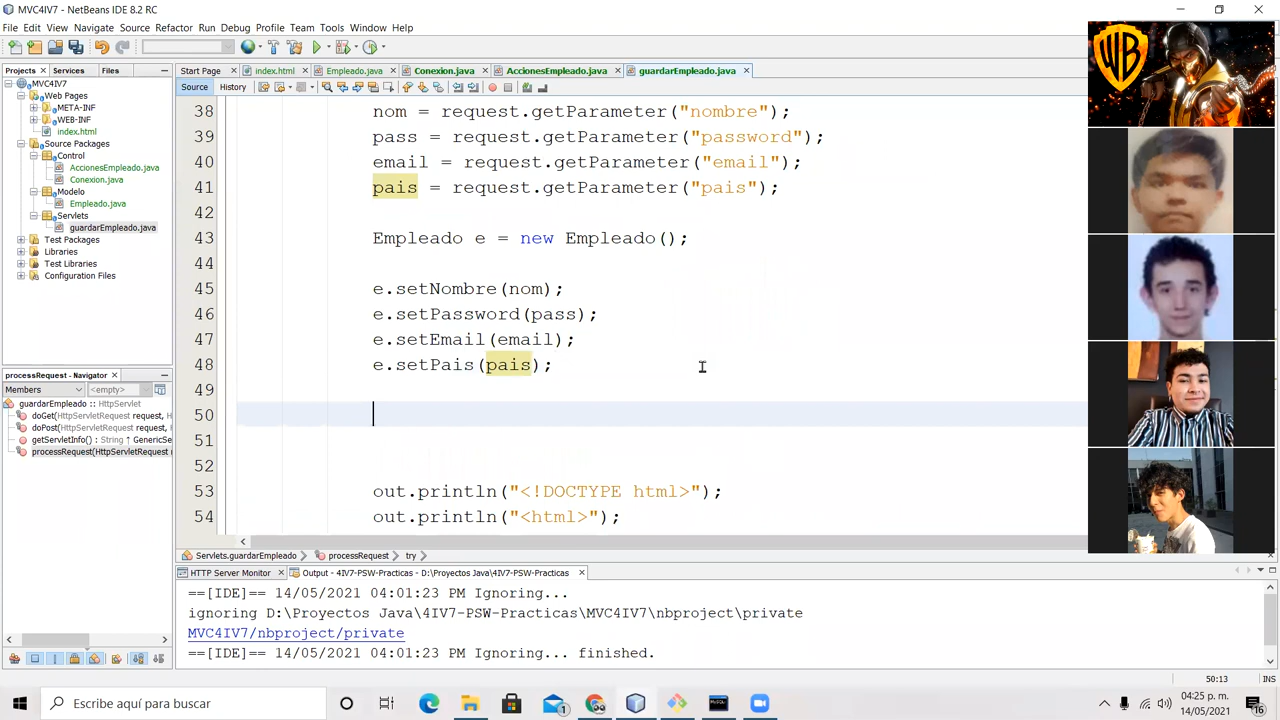 MVC4IV7 - NetBeans IDE 8.2 RC
File Edit View Navigate Source Refactor Run Debug Profile Team Tools Window Help
Projects Services Files
Start Page index.html Empleado.java Conexion.java AccionesEmpleado.java guardarEmpleado.java
Source History
MVC4IV7
Web Pages
META-INF
WEB-INF
index.html
Source Packages
Control
AccionesEmpleado.java
Conexion.java
Modelo
Empleado.java
Servlets
guardarEmpleado.java
Test Packages
Libraries
Test Libraries
Configuration Files
processRequest - Navigator
Members <empty>
guardarEmpleado :: HttpServlet
doGet(HttpServletRequest request, H
doPost(HttpServletRequest request,
getServletInfo() : String ↑ GenericSe
processRequest(HttpServletRequest
38 nom = request.getParameter("nombre");
39 pass = request.getParameter("password");
40 email = request.getParameter("email");
41 pais = request.getParameter("pais");
42
43 Empleado e = new Empleado();
44
45 e.setNombre(nom);
46 e.setPassword(pass);
47 e.setEmail(email);
48 e.setPais(pais);
49
50
51
52
53 out.println("<!DOCTYPE html>");
54 out.println("<html>");
Servlets.guardarEmpleado processRequest try
HTTP Server Monitor Output - 4IV7-PSW-Practicas - D:\Proyectos Java\4IV7-PSW-Practicas
==[IDE]== 14/05/2021 04:01:23 PM Ignoring...
ignoring D:\Proyectos Java\4IV7-PSW-Practicas\MVC4IV7\nbproject\private
MVC4IV7/nbproject/private
==[IDE]== 14/05/2021 04:01:23 PM Ignoring... finished.
50:13 INS
WB
Escribe aquí para buscar
1
04:25 p. m.
14/05/2021
16